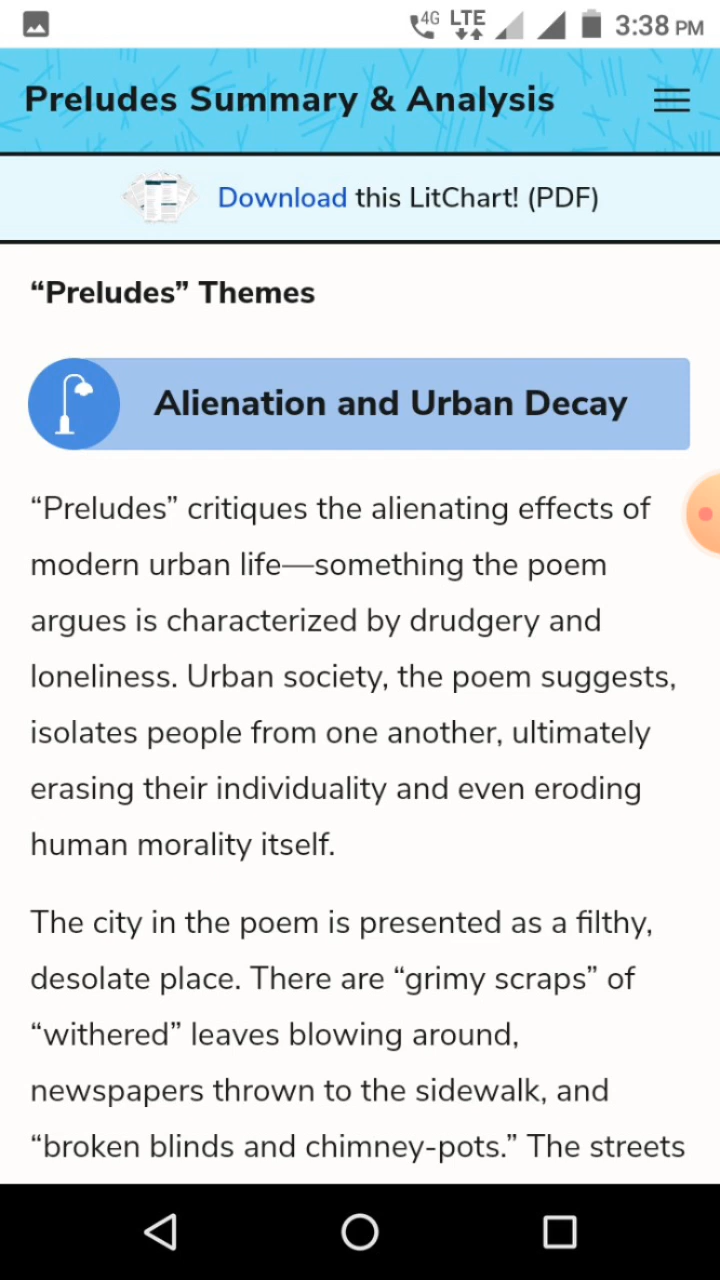 4G LTE 3:38 PM
Preludes Summary & Analysis
Download this LitChart! (PDF)
“Preludes” Themes
Alienation and Urban Decay
“Preludes” critiques the alienating effects of
modern urban life—something the poem
argues is characterized by drudgery and
loneliness. Urban society, the poem suggests,
isolates people from one another, ultimately
erasing their individuality and even eroding
human morality itself.
The city in the poem is presented as a filthy,
desolate place. There are “grimy scraps” of
“withered” leaves blowing around,
newspapers thrown to the sidewalk, and
“broken blinds and chimney-pots.” The streets